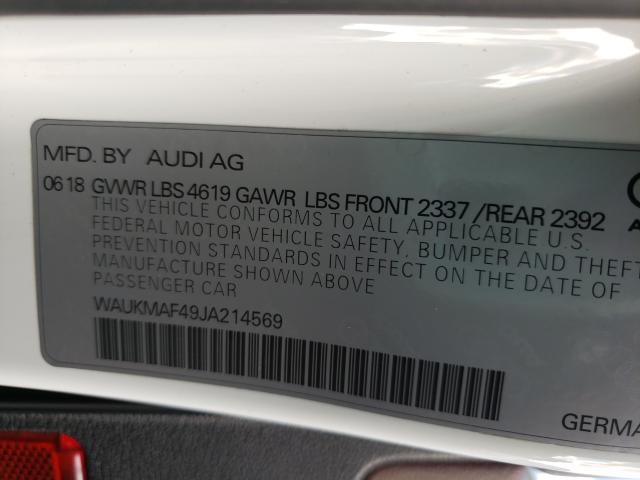 MFD. BY AUDI AG
0618 GVWR LBS 4619 GAWR LBS FRONT 2337 /REAR 2392
THIS VEHICLE CONFORMS TO ALL APPLICABLE U.S.
FEDERAL MOTOR VEHICLE SAFETY, BUMPER AND THEFT
PREVENTION STANDARDS IN EFFECT ON THE DATE OF
MANUFACTURE SHOWN ABOVE
PASSENGER CAR
WAUKMAF49JA214569